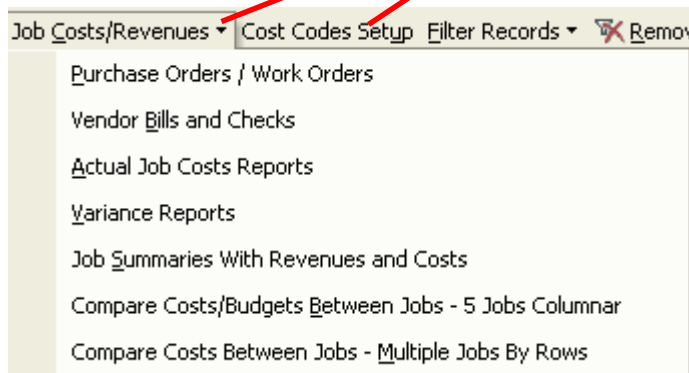 Job Costs/Revenues Cost Codes Setup Filter Records
Purchase Orders / Work Orders
Vendor Bills and Checks
Actual Job Costs Reports
Variance Reports
Job Summaries With Revenues and Costs
Compare Costs/Budgets Between Jobs - 5 Jobs Columnar
Compare Costs Between Jobs - Multiple Jobs By Rows